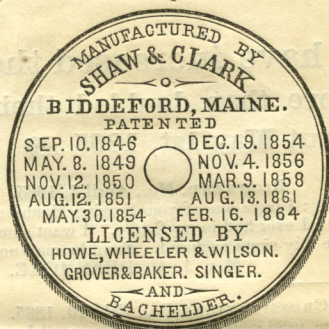 MANUFACTURED BY
SHAW & CLARK
BIDDEFORD, MAINE.
PATENTED
SEP. 10. 1846 DEC. 19. 1854
MAY. 8. 1849 NOV. 4. 1856
NOV. 12. 1850 MAR. 9. 1858
AUG. 12. 1851 AUG. 13. 1861
MAY. 30. 1854 FEB. 16. 1864
LICENSED BY
HOWE, WHEELER & WILSON.
GROVER & BAKER. SINGER.
AND
BACHELDER.